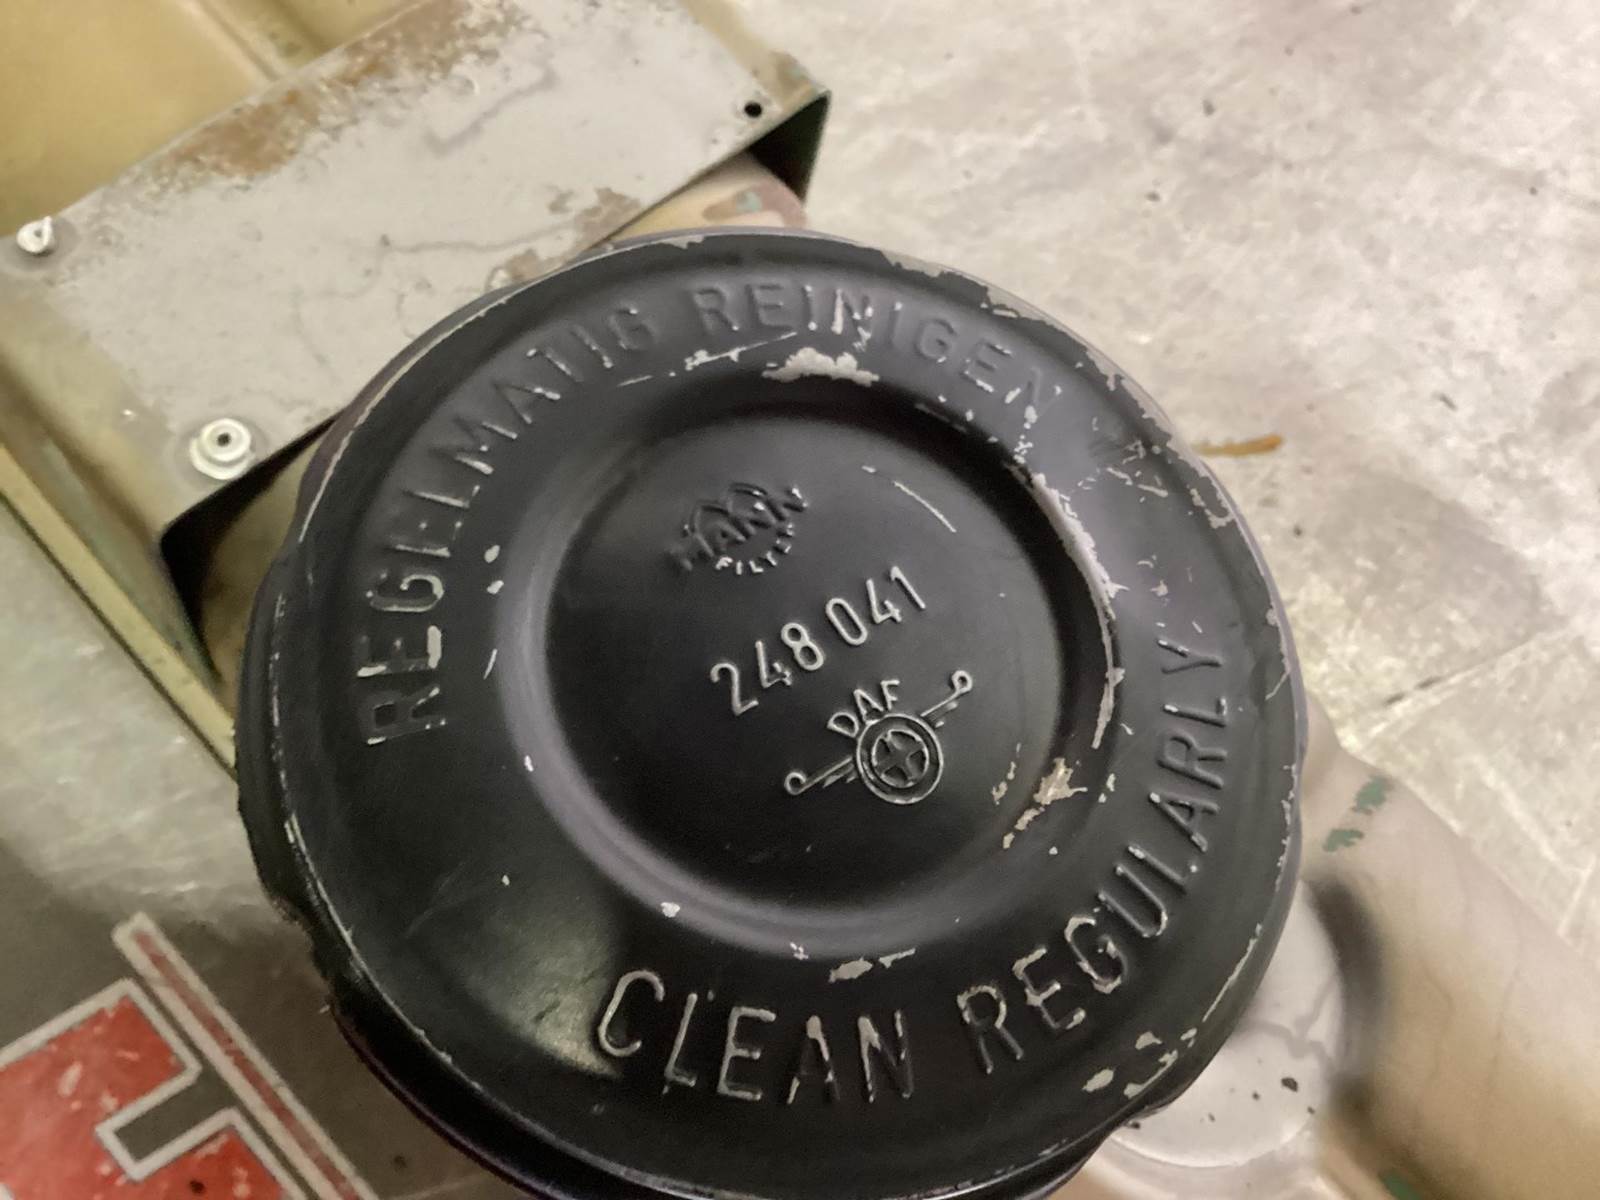 REGELMATIG REINIGEN
MANN
FILTER
248 041
DAF
CLEAN REGULARLY